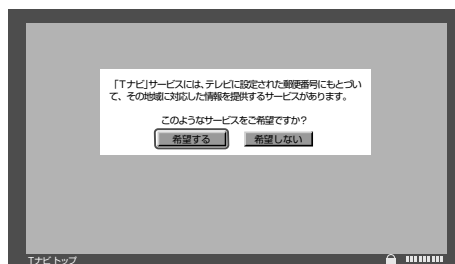 「Tナビ」サービスには、テレビに設定された郵便番号にもとづい
て、その地域に対応した情報を提供するサービスがあります。
このようなサービスをご希望ですか?
希望する 希望しない
Tナビトップ